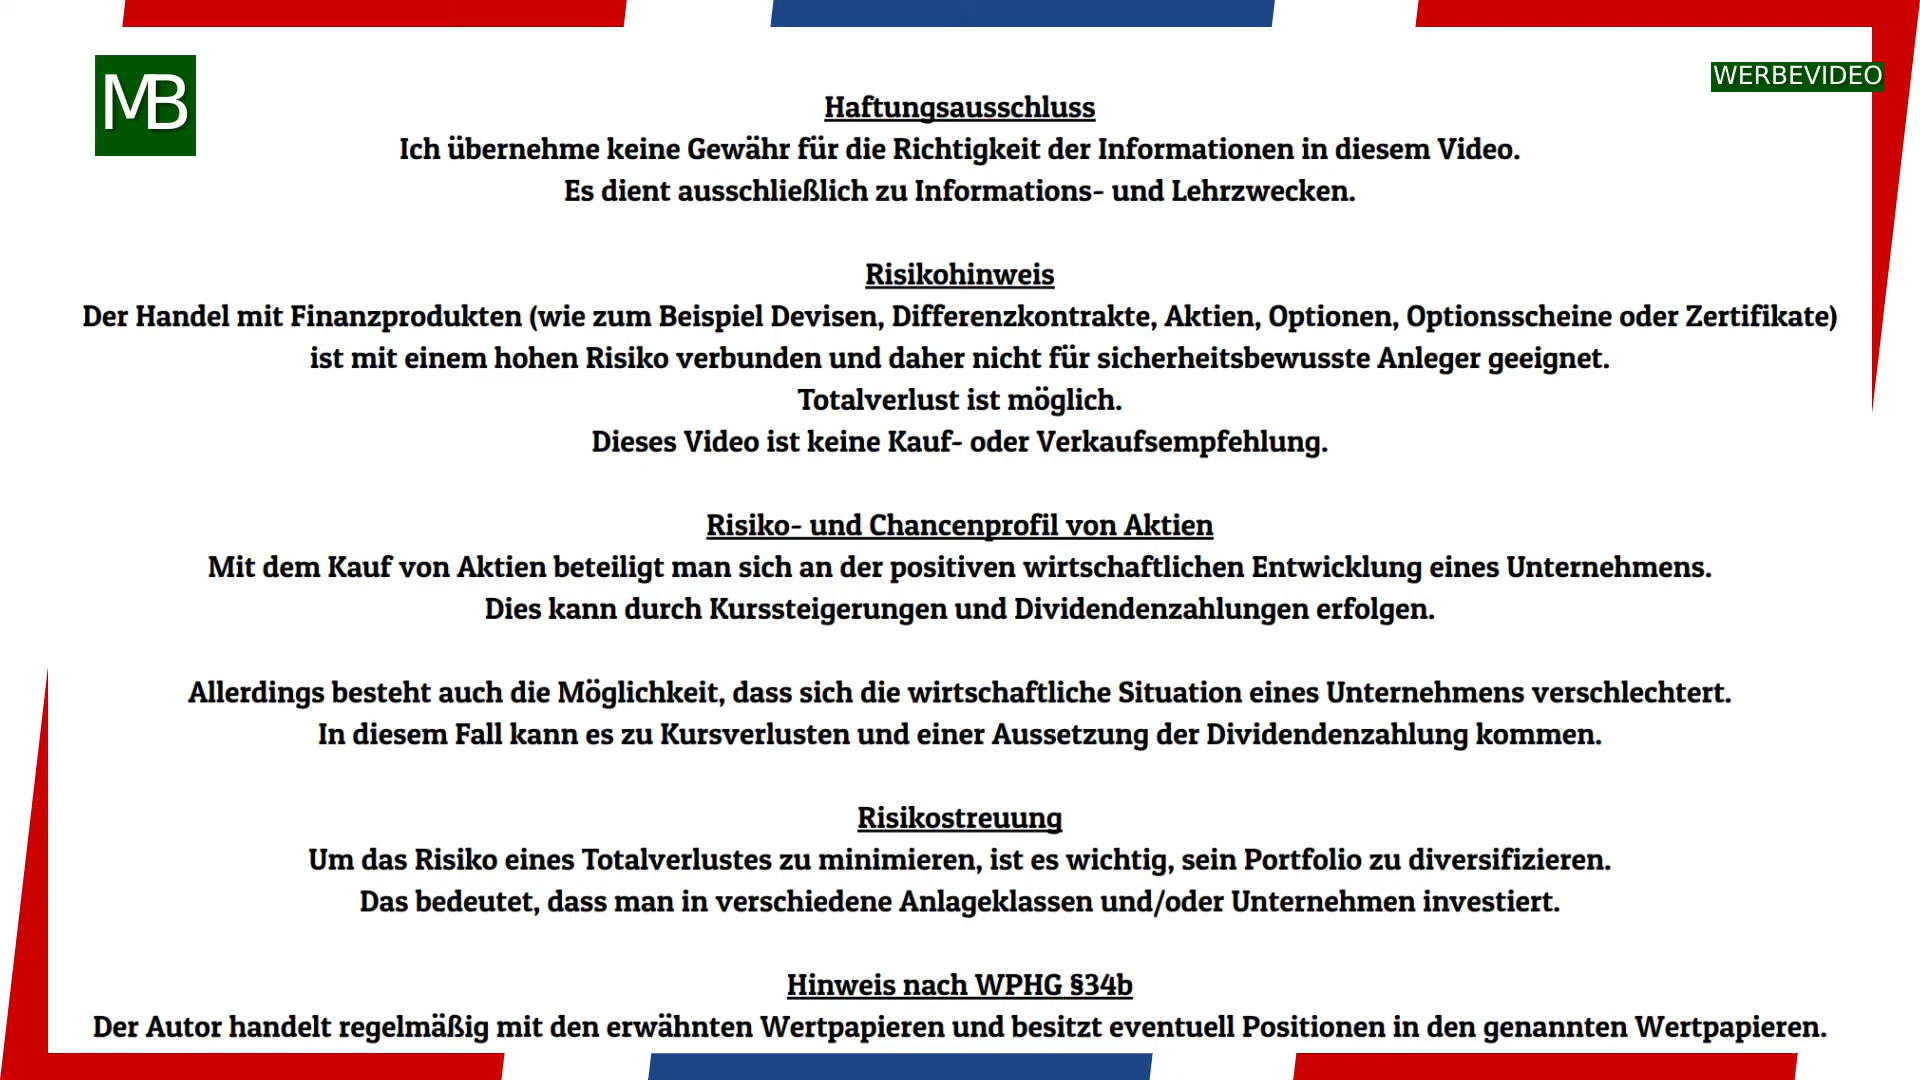 MB
WERBEVIDEO
Haftungsausschluss
Ich übernehme keine Gewähr für die Richtigkeit der Informationen in diesem Video.
Es dient ausschließlich zu Informations- und Lehrzwecken.
Risikohinweis
Der Handel mit Finanzprodukten (wie zum Beispiel Devisen, Differenzkontrakte, Aktien, Optionen, Optionsscheine oder Zertifikate)
ist mit einem hohen Risiko verbunden und daher nicht für sicherheitsbewusste Anleger geeignet.
Totalverlust ist möglich.
Dieses Video ist keine Kauf- oder Verkaufsempfehlung.
Risiko- und Chancenprofil von Aktien
Mit dem Kauf von Aktien beteiligt man sich an der positiven wirtschaftlichen Entwicklung eines Unternehmens.
Dies kann durch Kurssteigerungen und Dividendenzahlungen erfolgen.
Allerdings besteht auch die Möglichkeit, dass sich die wirtschaftliche Situation eines Unternehmens verschlechtert.
In diesem Fall kann es zu Kursverlusten und einer Aussetzung der Dividendenzahlung kommen.
Risikostreuung
Um das Risiko eines Totalverlustes zu minimieren, ist es wichtig, sein Portfolio zu diversifizieren.
Das bedeutet, dass man in verschiedene Anlageklassen und/oder Unternehmen investiert.
Hinweis nach WPHG §34b
Der Autor handelt regelmäßig mit den erwähnten Wertpapieren und besitzt eventuell Positionen in den genannten Wertpapieren.